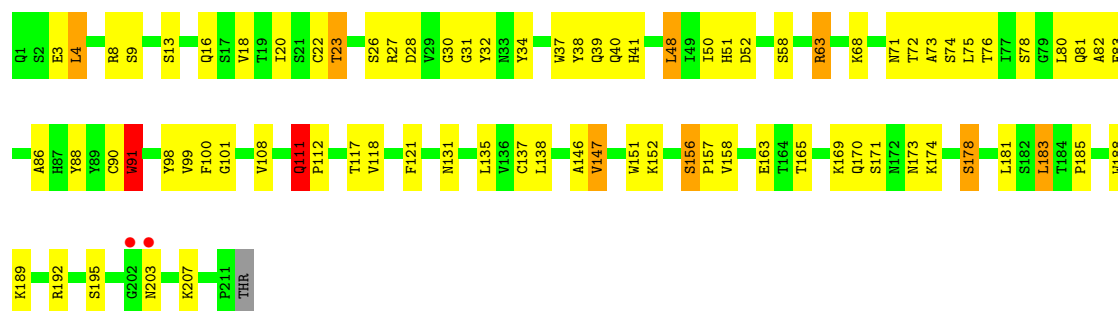 Q1 S2 E3 L4 R8 S9 S13 Q16 S17 V18 T19 I20 S21 C22 T23 S26 R27 D28 V29 G30 G31 Y32 N33 Y34 W37 Y38 Q39 Q40 H41 L48 I49 I50 H51 D52 S58 R63 K68 N71 T72 A73 S74 L75 T76 I77 S78 G79 L80 Q81 A82
A86 H87 Y88 Y89 C90 W91 Y98 V99 F100 G101 V108 Q111 P112 T117 V118 F121 N131 L135 V136 C137 L138 A146 V147 W151 K152 S156 P157 V158 E163 T164 T165 K169 Q170 S171 N172 N173 K174 S178 L181 S182 L183 T184 P185
K189 R192 S195 G202 N203 K207 P211 THR